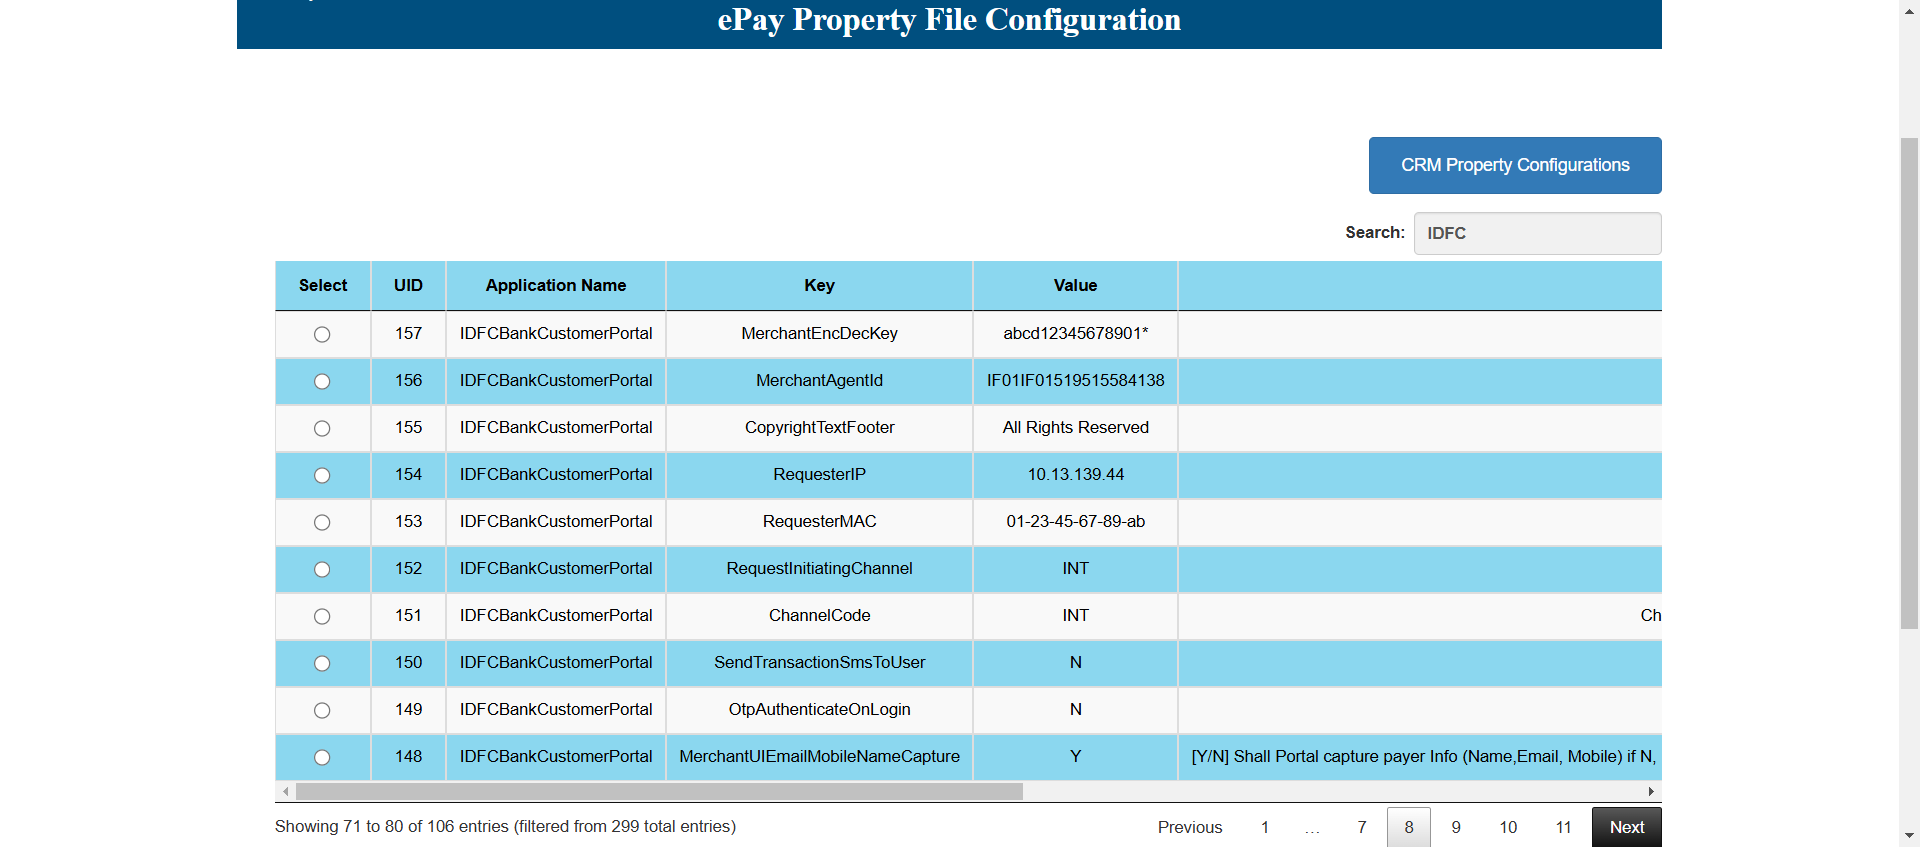 ePay Property File Configuration
CRM Property Configurations
Search: IDFC
Select UID Application Name Key Value
157 IDFCBankCustomerPortal MerchantEncDecKey abcd12345678901*
156 IDFCBankCustomerPortal MerchantAgentId IF01IF01519515584138
155 IDFCBankCustomerPortal CopyrightTextFooter All Rights Reserved
154 IDFCBankCustomerPortal RequesterIP 10.13.139.44
153 IDFCBankCustomerPortal RequesterMAC 01-23-45-67-89-ab
152 IDFCBankCustomerPortal RequestInitiatingChannel INT
151 IDFCBankCustomerPortal ChannelCode INT Ch
150 IDFCBankCustomerPortal SendTransactionSmsToUser N
149 IDFCBankCustomerPortal OtpAuthenticateOnLogin N
148 IDFCBankCustomerPortal MerchantUIEmailMobileNameCapture Y [Y/N] Shall Portal capture payer Info (Name,Email, Mobile) if N,
Showing 71 to 80 of 106 entries (filtered from 299 total entries) Previous 1 … 7 8 9 10 11 Next